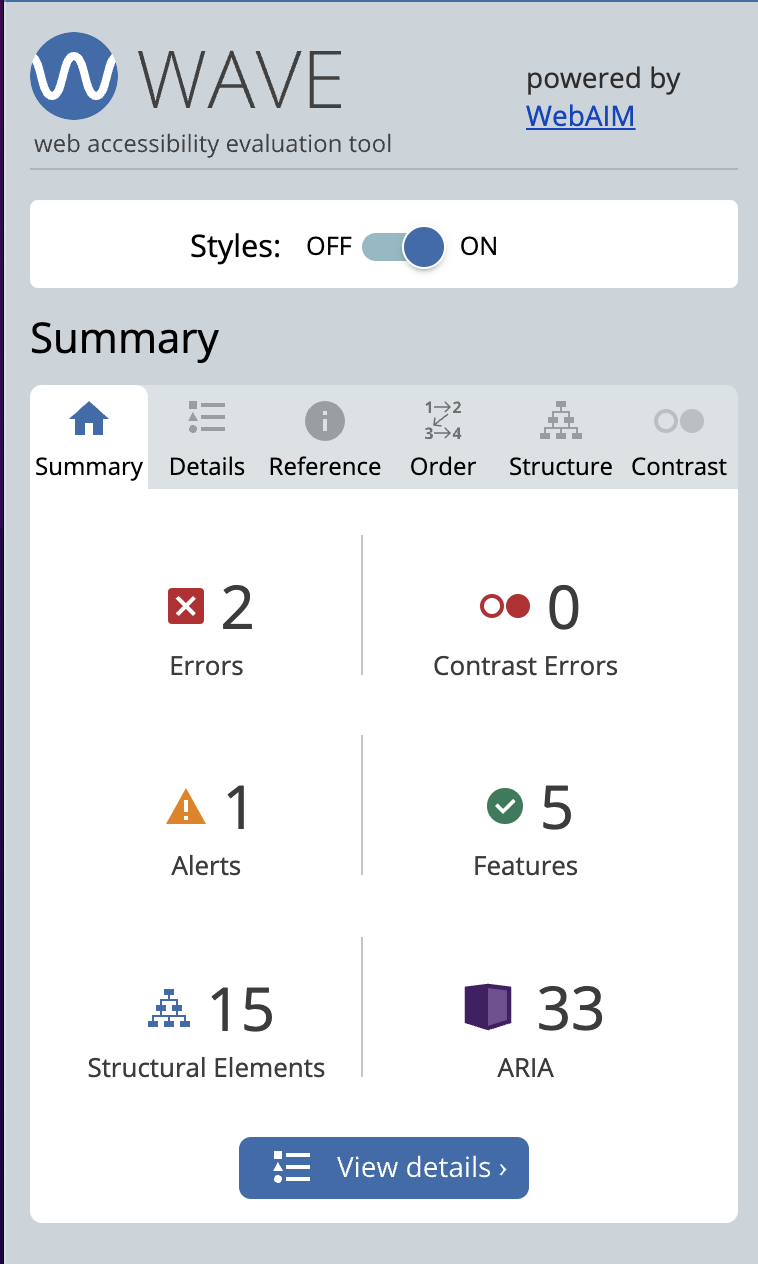 WAVE
web accessibility evaluation tool
powered by
WebAIM
Styles: OFF ON
Summary
1→2
3→4
Summary Details Reference Order Structure Contrast
2
Errors
0
Contrast Errors
1
Alerts
5
Features
15
Structural Elements
33
ARIA
View details ›